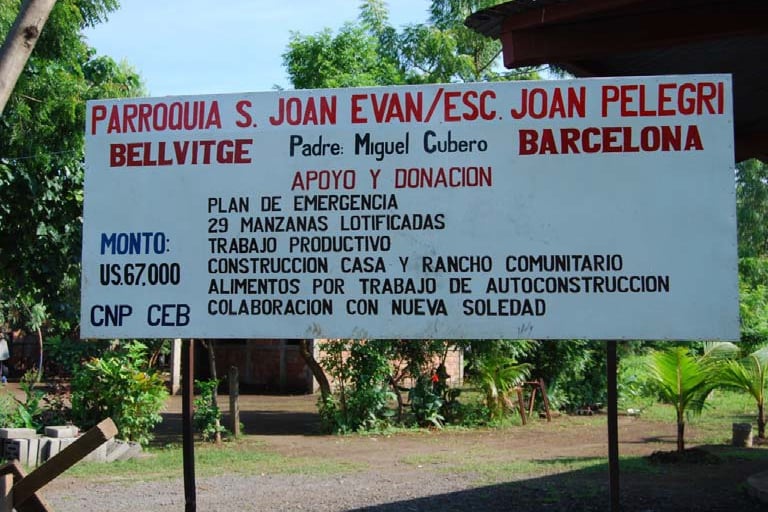 PARROQUIA S. JOAN EVAN/ESC. JOAN PELEGRI
BELLVITGE Padre: Miguel Cubero BARCELONA
APOYO Y DONACION
PLAN DE EMERGENCIA
29 MANZANAS LOTIFICADAS
MONTO: TRABAJO PRODUCTIVO
U$.67,000 CONSTRUCCION CASA Y RANCHO COMUNITARIO
ALIMENTOS POR TRABAJO DE AUTOCONSTRUCCION
CNP CEB COLABORACION CON NUEVA SOLEDAD